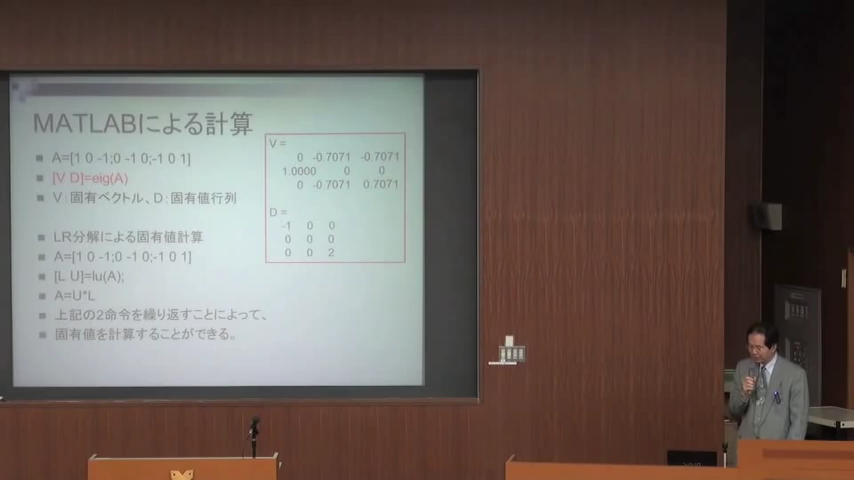 MATLABによる計算
A=[1 0 -1;0 -1 0;-1 0 1]
[V D]=eig(A)
V：固有ベクトル、D：固有値行列
LR分解による固有値計算
A=[1 0 -1;0 -1 0;-1 0 1]
[L U]=lu(A);
A=U*L
上記の2命令を繰り返すことによって、
固有値を計算することができる。
V =
0 -0.7071 -0.7071
1.0000 0 0
0 -0.7071 0.7071
D =
-1 0 0
0 0 0
0 0 2